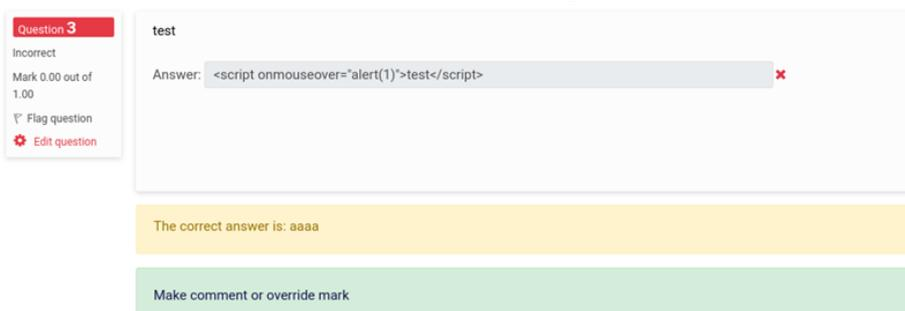 Question 3
Incorrect
Mark 0.00 out of
1.00
Flag question
Edit question
test
Answer: <script onmouseover="alert(1)">test</script>
The correct answer is: aaaa
Make comment or override mark